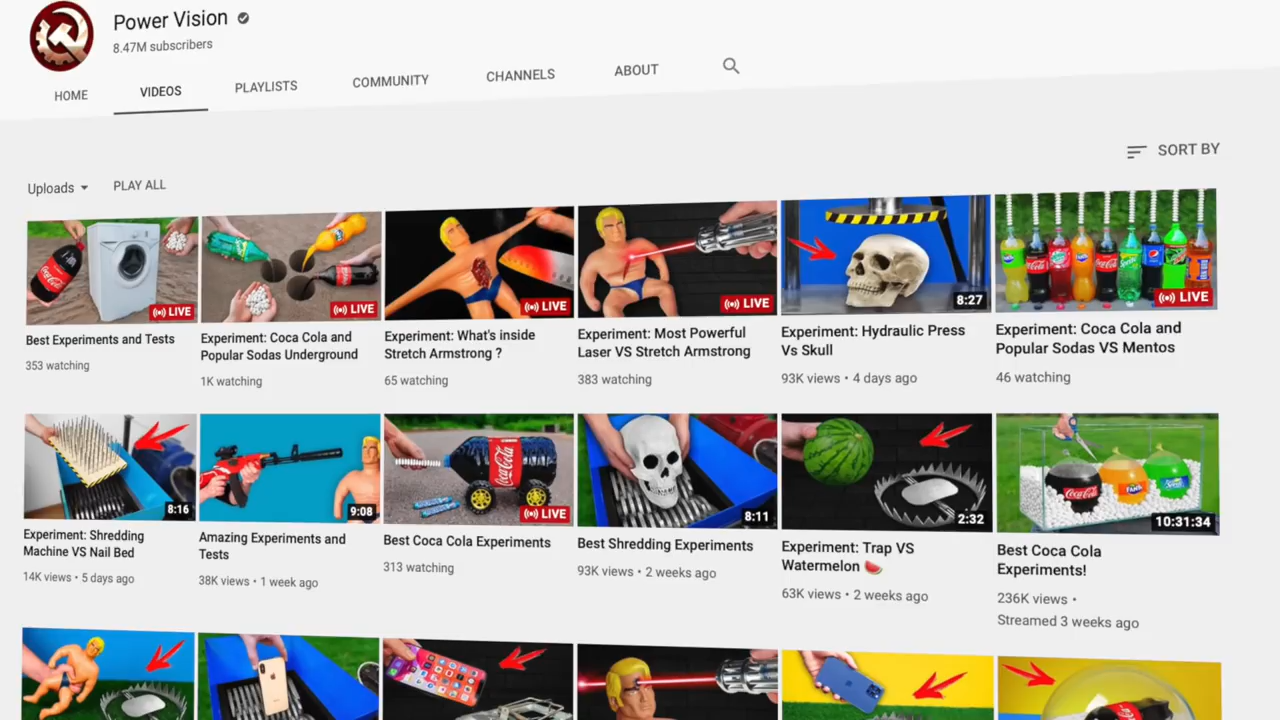 Power Vision
8.47M subscribers
HOME VIDEOS PLAYLISTS COMMUNITY CHANNELS ABOUT
SORT BY
Uploads PLAY ALL
LIVE LIVE LIVE LIVE 8:27 LIVE
Best Experiments and Tests
353 watching
Experiment: Coca Cola and
Popular Sodas Underground
1K watching
Experiment: What's inside
Stretch Armstrong ?
65 watching
Experiment: Most Powerful
Laser VS Stretch Armstrong
383 watching
Experiment: Hydraulic Press
Vs Skull
93K views • 4 days ago
Experiment: Coca Cola and
Popular Sodas VS Mentos
46 watching
8:16 9:08 LIVE 8:11 2:32 10:31:34
Experiment: Shredding
Machine VS Nail Bed
14K views • 5 days ago
Amazing Experiments and
Tests
38K views • 1 week ago
Best Coca Cola Experiments
313 watching
Best Shredding Experiments
93K views • 2 weeks ago
Experiment: Trap VS
Watermelon 🍉
63K views • 2 weeks ago
Best Coca Cola
Experiments!
236K views •
Streamed 3 weeks ago